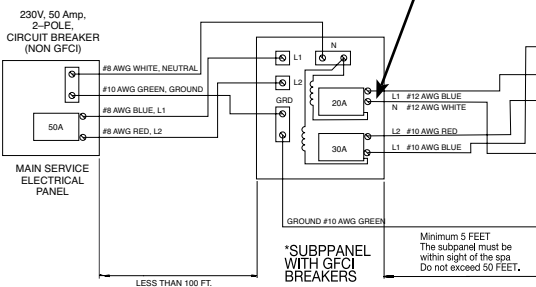 230V, 50 Amp,
2–POLE,
CIRCUIT BREAKER
(NON GFCI)
#8 AWG WHITE, NEUTRAL
#10 AWG GREEN, GROUND
#8 AWG BLUE, L1
50A
#8 AWG RED, L2
MAIN SERVICE
ELECTRICAL
PANEL
N
L1
L2
GRD
20A
L1 #12 AWG BLUE
N #12 AWG WHITE
30A
L2 #10 AWG RED
L1 #10 AWG BLUE
GROUND #10 AWG GREEN
*SUBPPANEL
WITH GFCI
BREAKERS
Minimum 5 FEET
The subpanel must be
within sight of the spa
Do not exceed 50 FEET.
LESS THAN 100 FT.